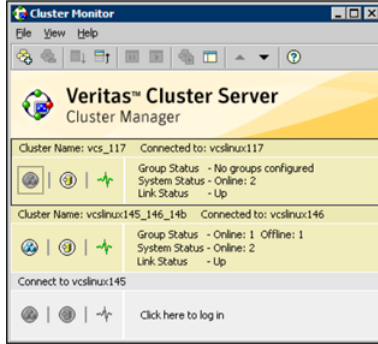 Cluster Monitor
File View Help
Veritas™ Cluster Server
Cluster Manager
Cluster Name: vcs_117 Connected to: vcslinux117
Group Status - No groups configured
System Status - Online: 2
Link Status - Up
Cluster Name: vcslinux145_146_14b Connected to: vcslinux146
Group Status - Online: 1 Offline: 1
System Status - Online: 2
Link Status - Up
Connect to vcslinux145
Click here to log in